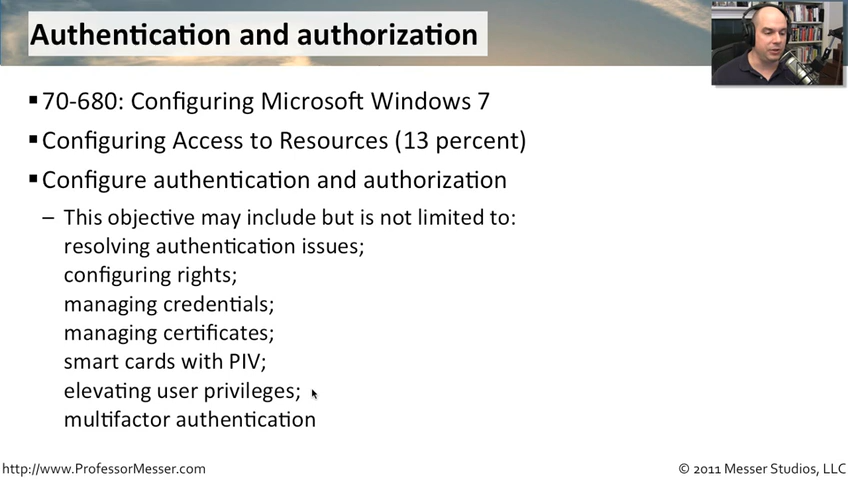 Authentication and authorization
70-680: Configuring Microsoft Windows 7
Configuring Access to Resources (13 percent)
Configure authentication and authorization
– This objective may include but is not limited to:
resolving authentication issues;
configuring rights;
managing credentials;
managing certificates;
smart cards with PIV;
elevating user privileges;
multifactor authentication
http://www.ProfessorMesser.com
© 2011 Messer Studios, LLC